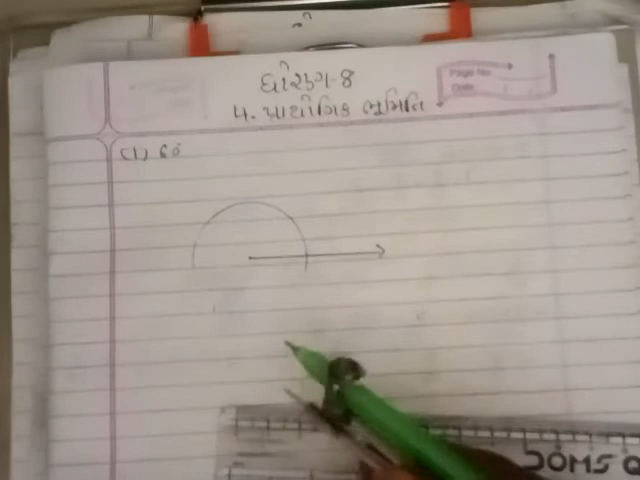 ધોરણ-8
૫. પ્રાયોગિક ભૂમિતિ
Page No
Date
(1) 60
DOMS